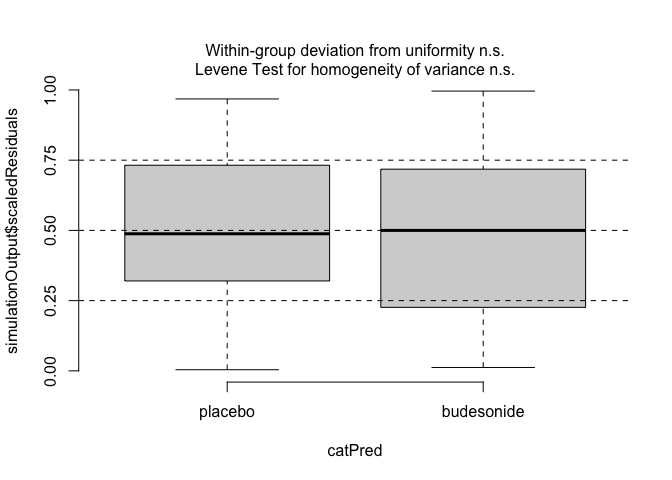 Within-group deviation from uniformity n.s.
Levene Test for homogeneity of variance n.s.
simulationOutput$scaledResiduals
1.00
0.75
0.50
0.25
0.00
placebo
budesonide
catPred